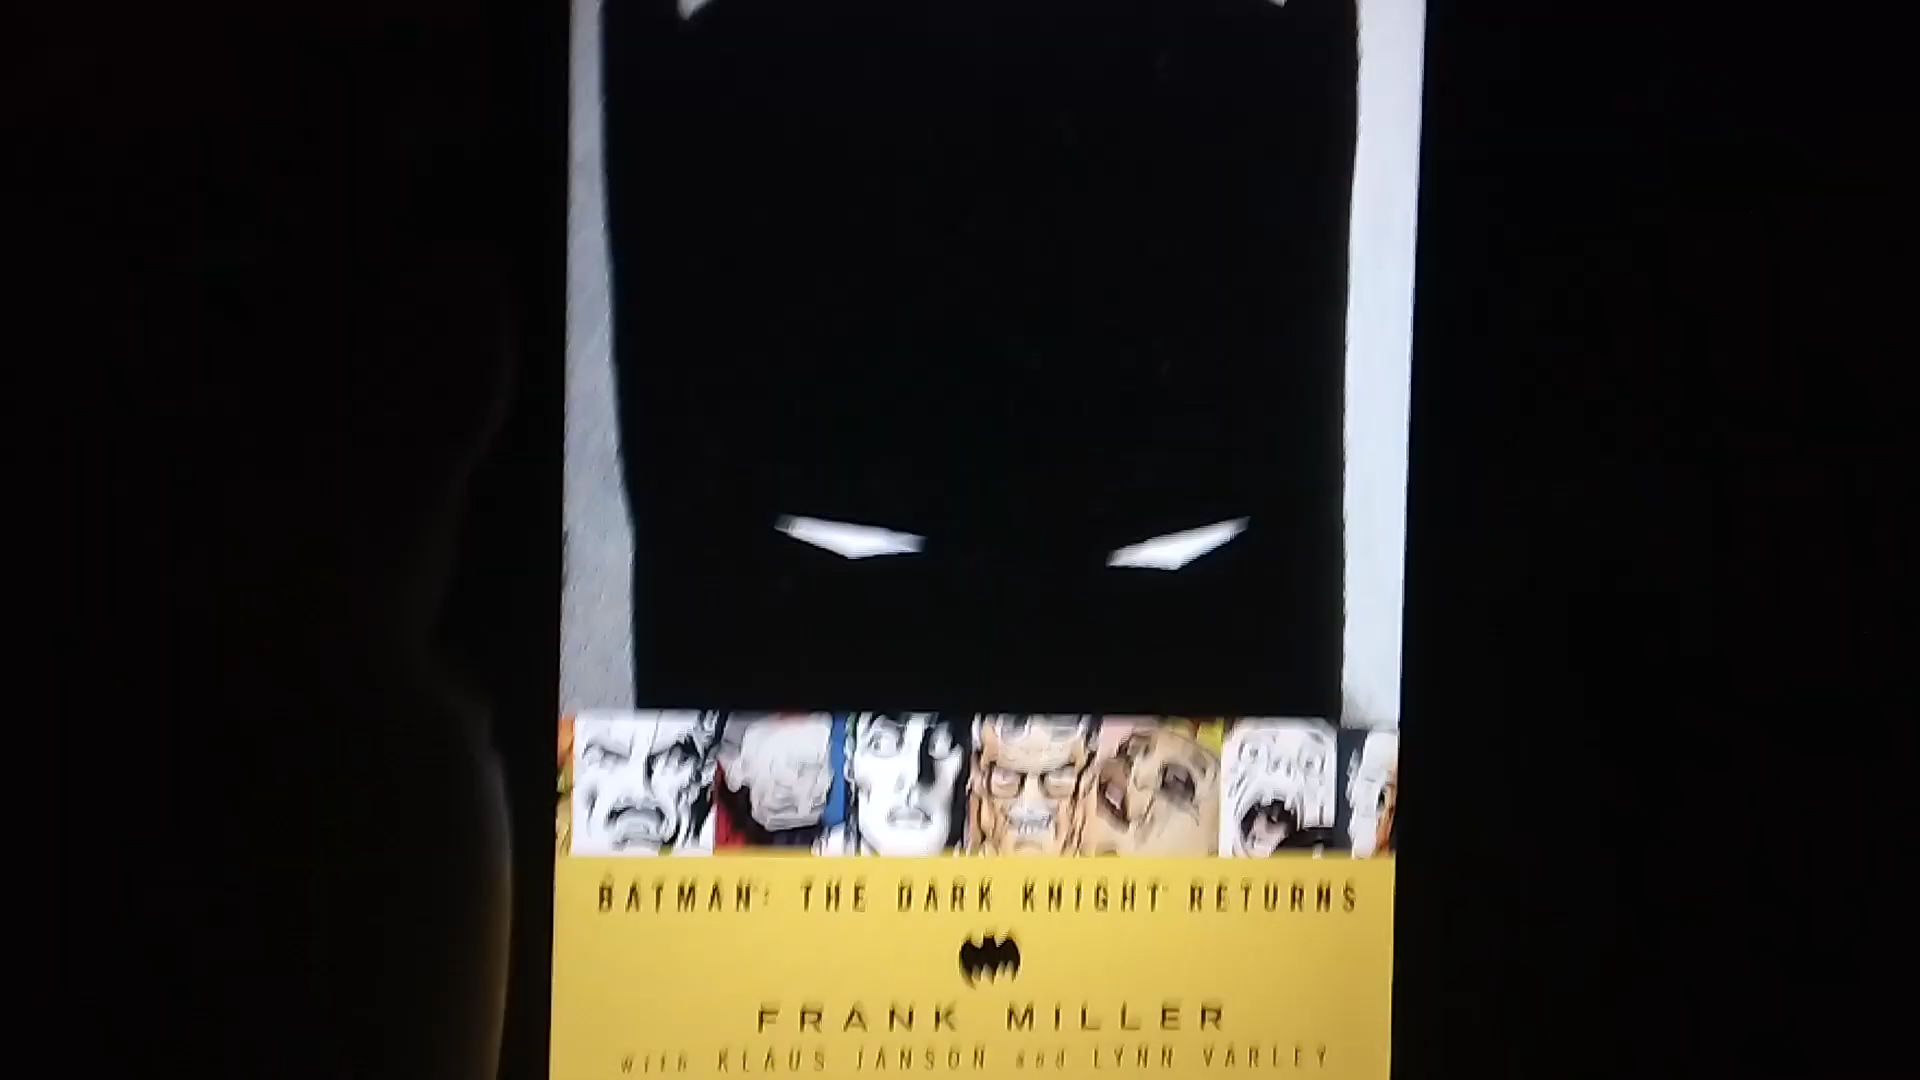 BATMAN: THE DARK KNIGHT RETURNS
FRANK MILLER
with KLAUS JANSON and LYNN VARLEY